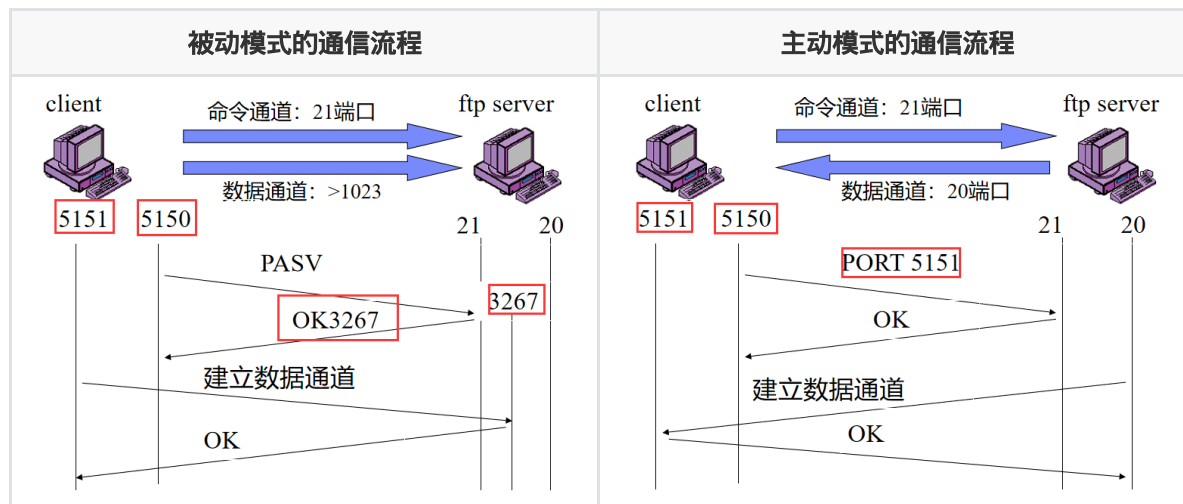 被动模式的通信流程
主动模式的通信流程
client
命令通道：21端口
ftp server
数据通道：>1023
5151
5150
21
20
PASV
3267
OK3267
建立数据通道
OK
client
命令通道：21端口
ftp server
数据通道：20端口
5151
5150
21
20
PORT 5151
OK
建立数据通道
OK